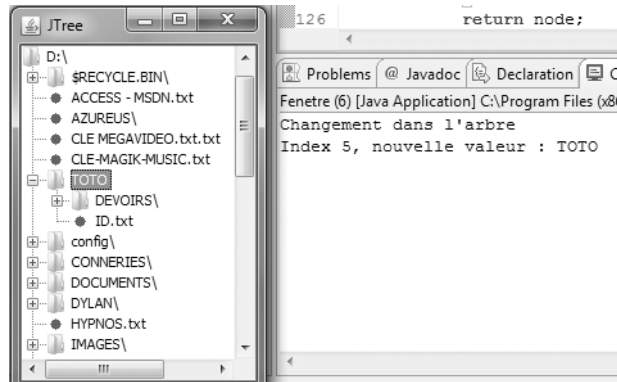 JTree
D:\
$RECYCLE.BIN\
ACCESS - MSDN.txt
AZUREUS\
CLE MEGAVIDEO.txt.txt
CLE-MAGIK-MUSIC.txt
TOTO
DEVOIRS\
ID.txt
config\
CONNERIES\
DOCUMENTS\
DYLAN\
HYPNOS.txt
IMAGES\
126 return node;
Problems @ Javadoc Declaration
Fenetre (6) [Java Application] C:\Program Files (x8
Changement dans l'arbre
Index 5, nouvelle valeur : TOTO